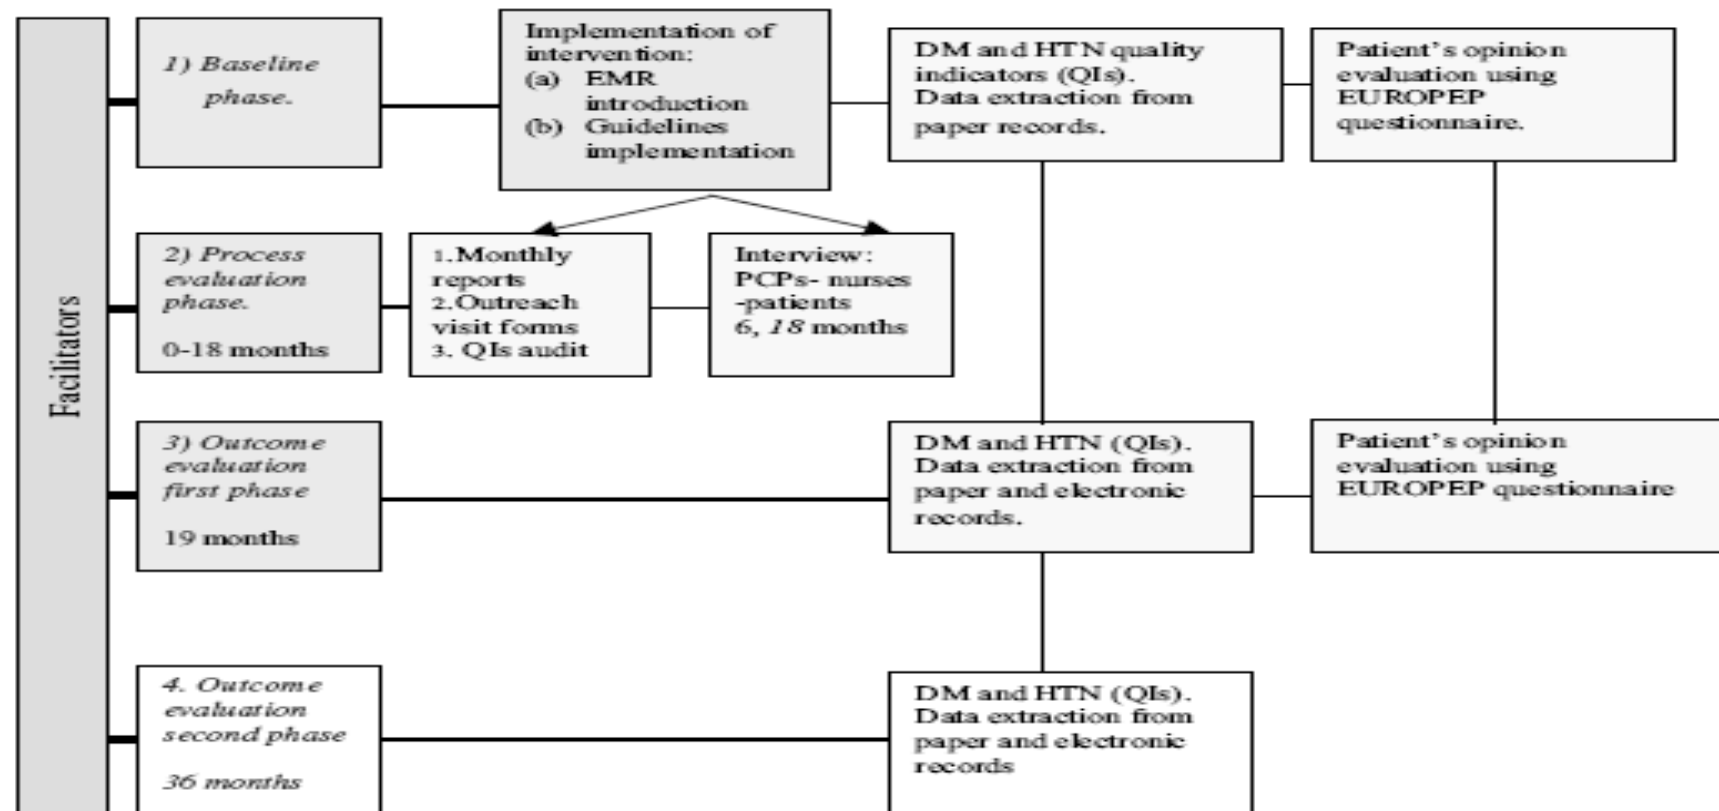 Facilitators
1) Baseline
phase.
Implementation of
intervention:
(a) EMR
introduction
(b) Guidelines
implementation
DM and HTN quality
indicators (QIs).
Data extraction from
paper records.
Patient's opinion
evaluation using
EUROPEP
questionnaire.
2) Process
evaluation
phase.
0-18 months
1.Monthly
reports
2.Outreach
visit forms
3. QIs audit
Interview:
PCPs- nurses
-patients
6, 18 months
3) Outcome
evaluation
first phase
19 months
DM and HTN (QIs).
Data extraction from
paper and electronic
records.
Patient's opinion
evaluation using
EUROPEP questionnaire
4. Outcome
evaluation
second phase
36 months
DM and HTN (QIs).
Data extraction from
paper and electronic
records